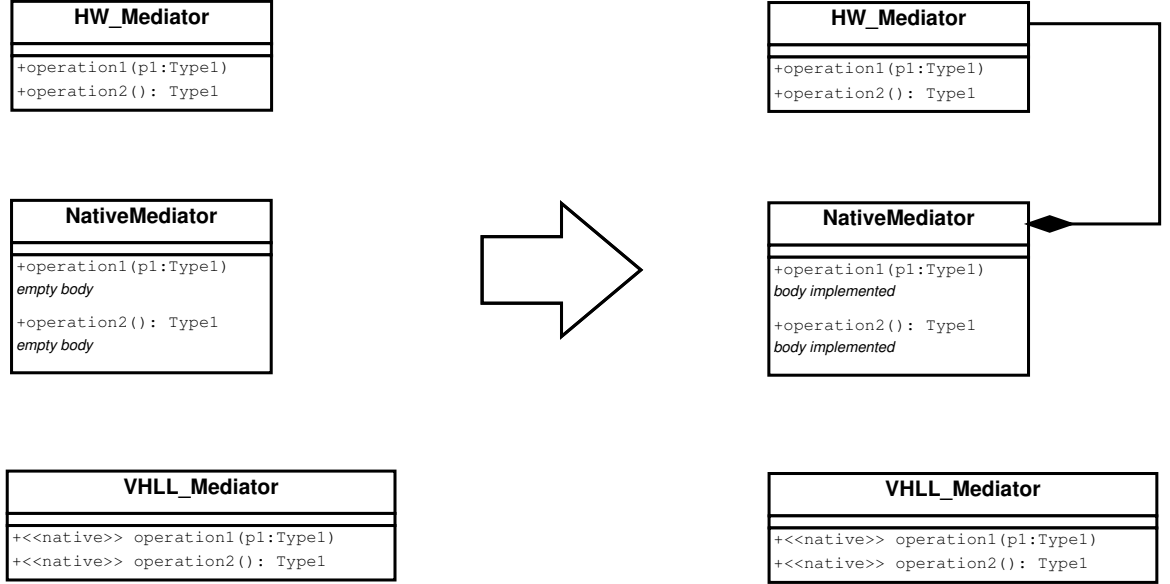 HW_Mediator
+operation1(p1:Type1)
+operation2(): Type1
NativeMediator
+operation1(p1:Type1)
empty body
+operation2(): Type1
empty body
VHLL_Mediator
+<<native>> operation1(p1:Type1)
+<<native>> operation2(): Type1
HW_Mediator
+operation1(p1:Type1)
+operation2(): Type1
NativeMediator
+operation1(p1:Type1)
body implemented
+operation2(): Type1
body implemented
VHLL_Mediator
+<<native>> operation1(p1:Type1)
+<<native>> operation2(): Type1